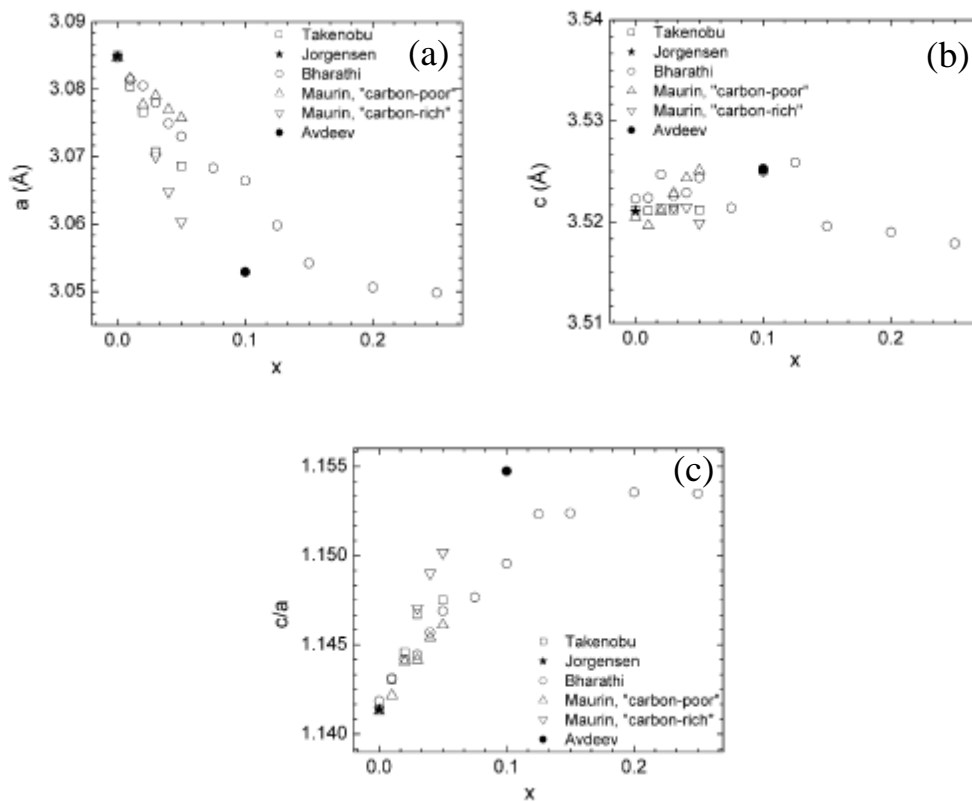 3.09
3.08
3.07
3.06
3.05
a (Å)
0.0 0.1 0.2
x
Takenobu
Jorgensen
Bharathi
Maurin, "carbon-poor"
Maurin, "carbon-rich"
Avdeev
(a)
3.54
3.53
3.52
3.51
c (Å)
0.0 0.1 0.2
x
Takenobu
Jorgensen
Bharathi
Maurin, "carbon-poor"
Maurin, "carbon-rich"
Avdeev
(b)
1.155
1.150
1.145
1.140
c/a
0.0 0.1 0.2
x
(c)
Takenobu
Jorgensen
Bharathi
Maurin, "carbon-poor"
Maurin, "carbon-rich"
Avdeev